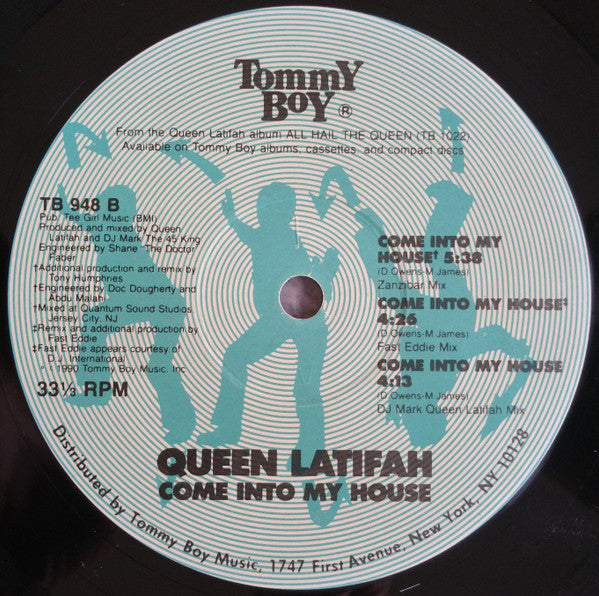 Tommy
Boy ®
From the Queen Latifah album ALL HAIL THE QUEEN (TB 1022)
Available on Tommy Boy albums, cassettes, and compact discs
TB 948 B
Pub. Tee Girl Music (BMI)
Produced and mixed by Queen
Latifah and DJ Mark The 45 King
Engineered by Shane "The Doctor"
Faber
†Additional production and remix by
Tony Humphries
†Engineered by Doc Dougherty and
Abdu Malah
†Mixed at Quantum Sound Studios
Jersey City, NJ
‡Remix and additional production by
Fast Eddie
‡Fast Eddie appears courtesy of
D.J. International
℗ © 1990 Tommy Boy Music, Inc
33⅓ RPM
COME INTO MY
HOUSE† 5:38
(D.Owens-M.James)
Zanzibar Mix
COME INTO MY HOUSE‡
4:26
(D.Owens-M.James)
Fast Eddie Mix
COME INTO MY HOUSE
4:13
(D.Owens-M.James)
DJ Mark Queen Latifah Mix
QUEEN LATIFAH
COME INTO MY HOUSE
Distributed by Tommy Boy Music, 1747 First Avenue, New York, NY 10128